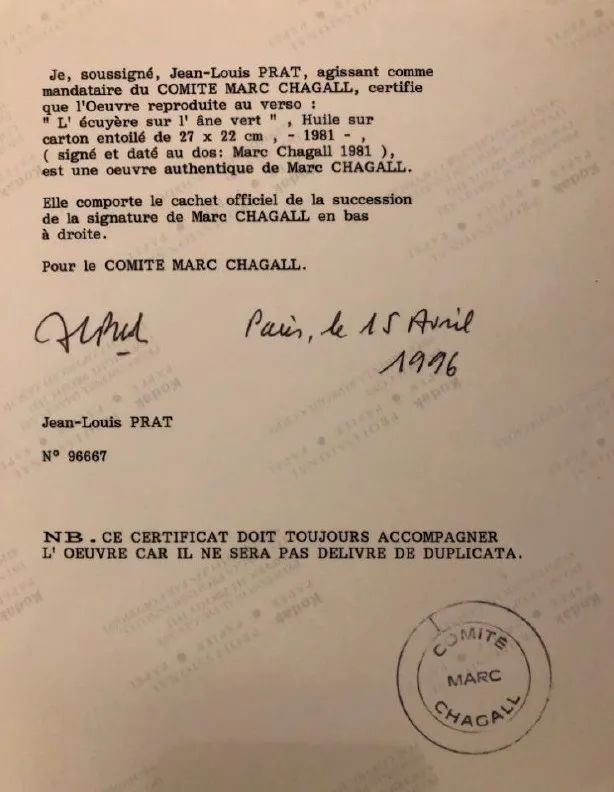 Je, soussigné, Jean-Louis PRAT, agissant comme
mandataire du COMITE MARC CHAGALL, certifie
que l'Oeuvre reproduite au verso :
" L' écuyère sur l' âne vert " , Huile sur
carton entoilé de 27 x 22 cm , - 1981 - ,
( signé et daté au dos: Marc Chagall 1981 ),
est une oeuvre authentique de Marc CHAGALL.
Elle comporte le cachet officiel de la succession
de la signature de Marc CHAGALL en bas
à droite.
Pour le COMITE MARC CHAGALL.
Paris, le 15 Avril
1996
Jean-Louis PRAT
N° 96667
NB . CE CERTIFICAT DOIT TOUJOURS ACCOMPAGNER
L' OEUVRE CAR IL NE SERA PAS DELIVRE DE DUPLICATA.
COMITÉ
MARC
CHAGALL